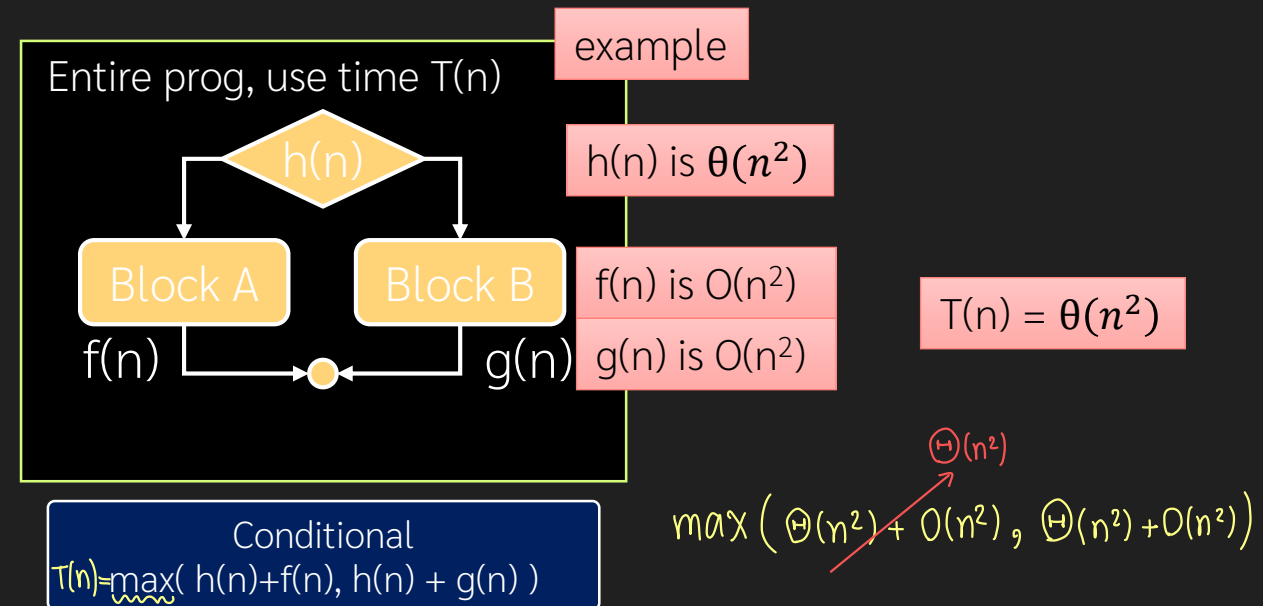 example
Entire prog, use time T(n)
h(n)
h(n) is θ(n²)
Block A
Block B
f(n) is O(n²)
T(n) = θ(n²)
f(n)
g(n)
g(n) is O(n²)
Θ(n²)
max(Θ(n²)+ O(n²), Θ(n²)+O(n²))
Conditional
T(n)=max( h(n)+f(n), h(n) + g(n) )